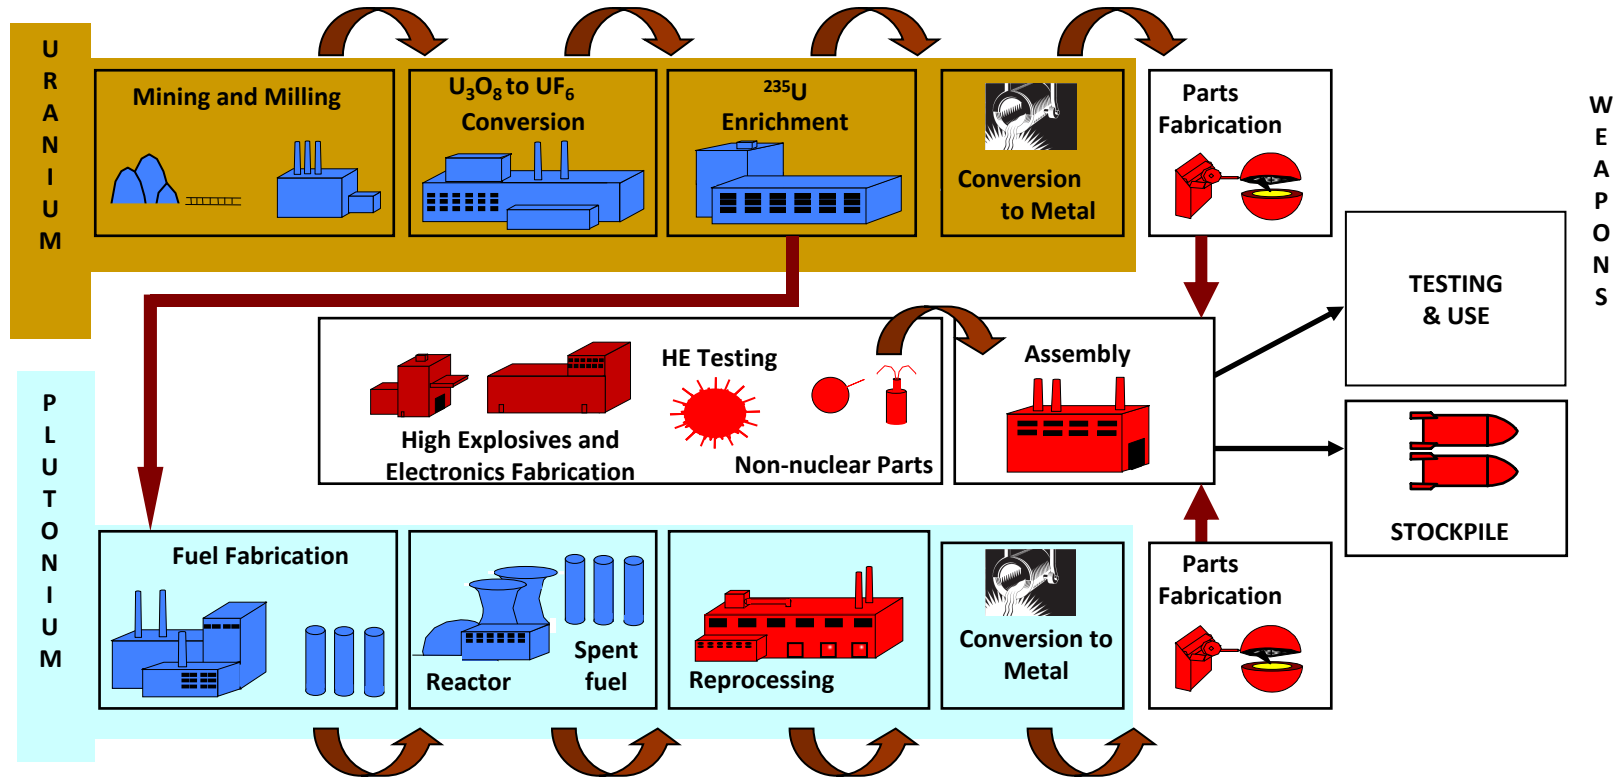 URANIUM
Mining and Milling
U₃O₈ to UF₆
Conversion
²³⁵U
Enrichment
Conversion
to Metal
Parts
Fabrication
WEAPONS
TESTING
& USE
HE Testing
Assembly
High Explosives and
Electronics Fabrication
Non-nuclear Parts
STOCKPILE
PLUTONIUM
Fuel Fabrication
Reactor
Spent
fuel
Reprocessing
Conversion to
Metal
Parts
Fabrication